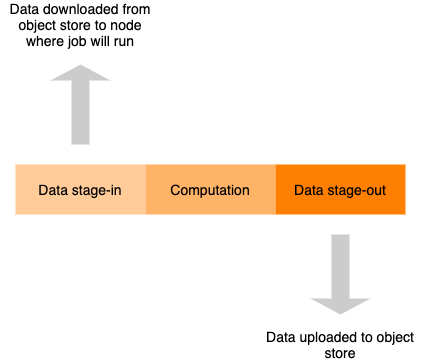 Data downloaded from
object store to node
where job will run
Data stage-in
Computation
Data stage-out
Data uploaded to object
store